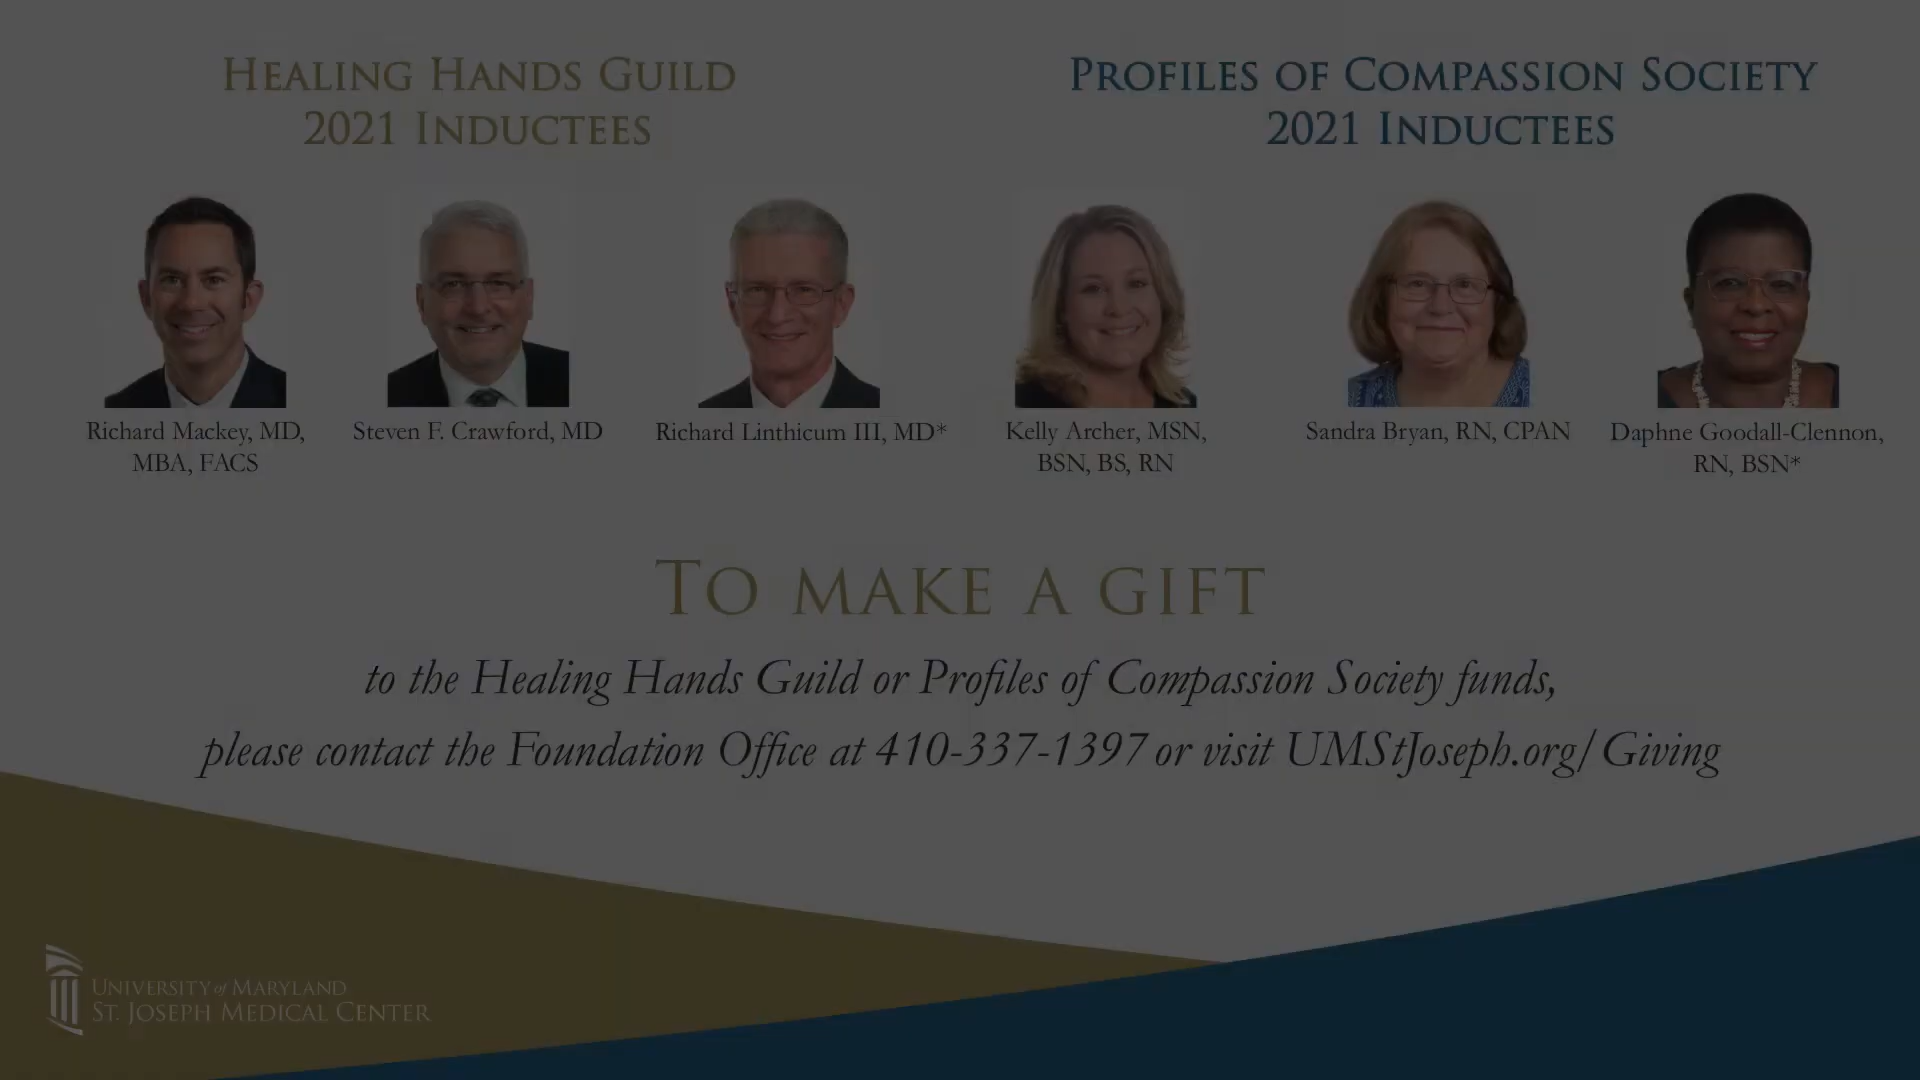 HEALING HANDS GUILD
2021 INDUCTEES
PROFILES OF COMPASSION SOCIETY
2021 INDUCTEES
Richard Mackey, MD,
MBA, FACS
Steven F. Crawford, MD
Richard Linthicum III, MD*
Kelly Archer, MSN,
BSN, BS, RN
Sandra Bryan, RN, CPAN
Daphne Goodall-Clennon,
RN, BSN*
TO MAKE A GIFT
to the Healing Hands Guild or Profiles of Compassion Society funds,
please contact the Foundation Office at 410-337-1397 or visit UMStJoseph.org/Giving
UNIVERSITY of MARYLAND
ST. JOSEPH MEDICAL CENTER